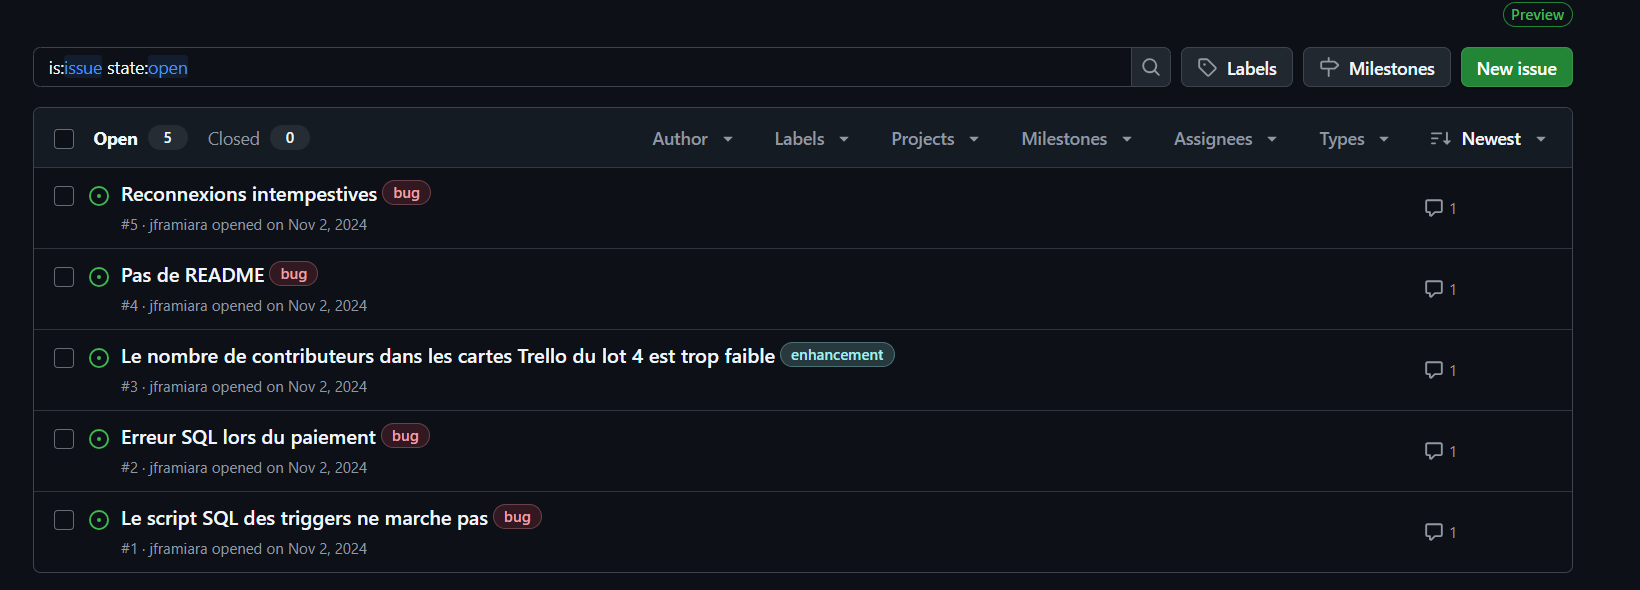 Preview
is:issue state:open
Labels
Milestones
New issue
Open 5 Closed 0 Author Labels Projects Milestones Assignees Types Newest
Reconnexions intempestives bug
1
#5 · jframiara opened on Nov 2, 2024
Pas de README bug
1
#4 · jframiara opened on Nov 2, 2024
Le nombre de contributeurs dans les cartes Trello du lot 4 est trop faible enhancement
1
#3 · jframiara opened on Nov 2, 2024
Erreur SQL lors du paiement bug
1
#2 · jframiara opened on Nov 2, 2024
Le script SQL des triggers ne marche pas bug
1
#1 · jframiara opened on Nov 2, 2024